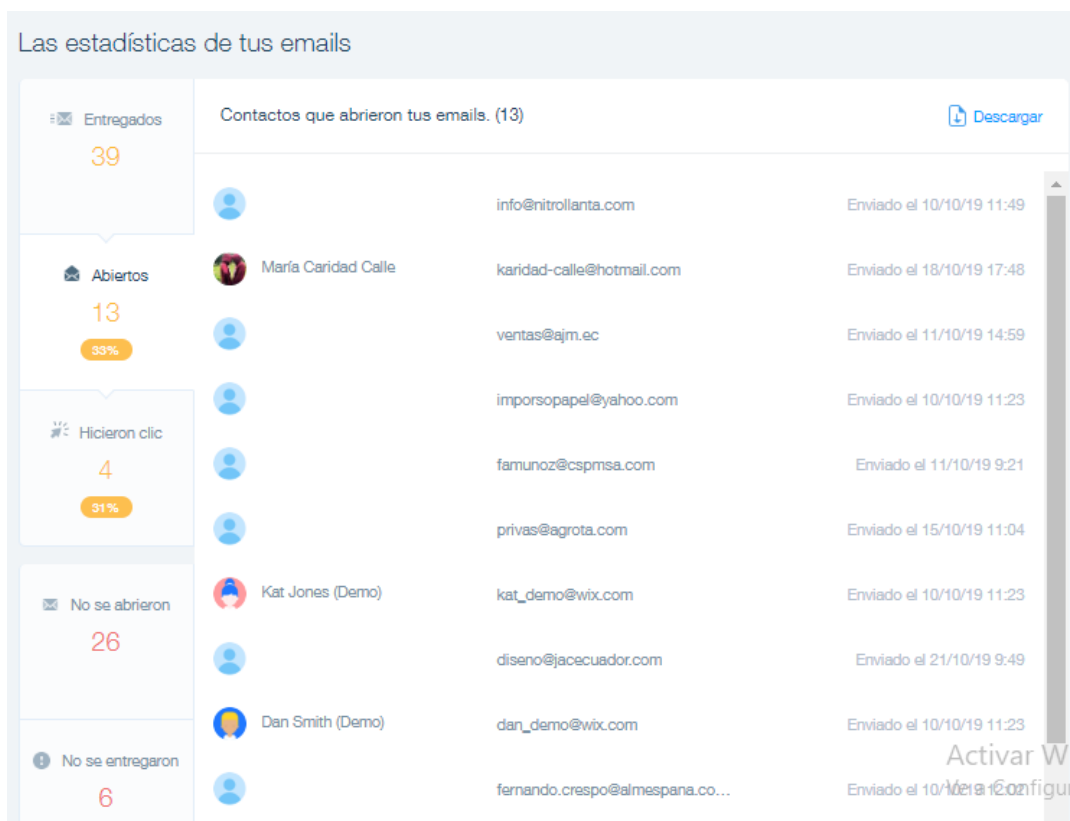 Las estadísticas de tus emails
Entregados
39
Abiertos
13
33%
Hicieron clic
4
31%
No se abrieron
26
No se entregaron
6
Contactos que abrieron tus emails. (13)
Descargar
info@nitrollanta.com Enviado el 10/10/19 11:49
María Caridad Calle karidad-calle@hotmail.com Enviado el 18/10/19 17:48
ventas@ajm.ec Enviado el 11/10/19 14:59
imporsopapel@yahoo.com Enviado el 10/10/19 11:23
famunoz@cspmsa.com Enviado el 11/10/19 9:21
privas@agrota.com Enviado el 15/10/19 11:04
Kat Jones (Demo) kat_demo@wix.com Enviado el 10/10/19 11:23
diseno@jacecuador.com Enviado el 21/10/19 9:49
Dan Smith (Demo) dan_demo@wix.com Enviado el 10/10/19 11:23
Activar W
fernando.crespo@almespana.co... Enviado el